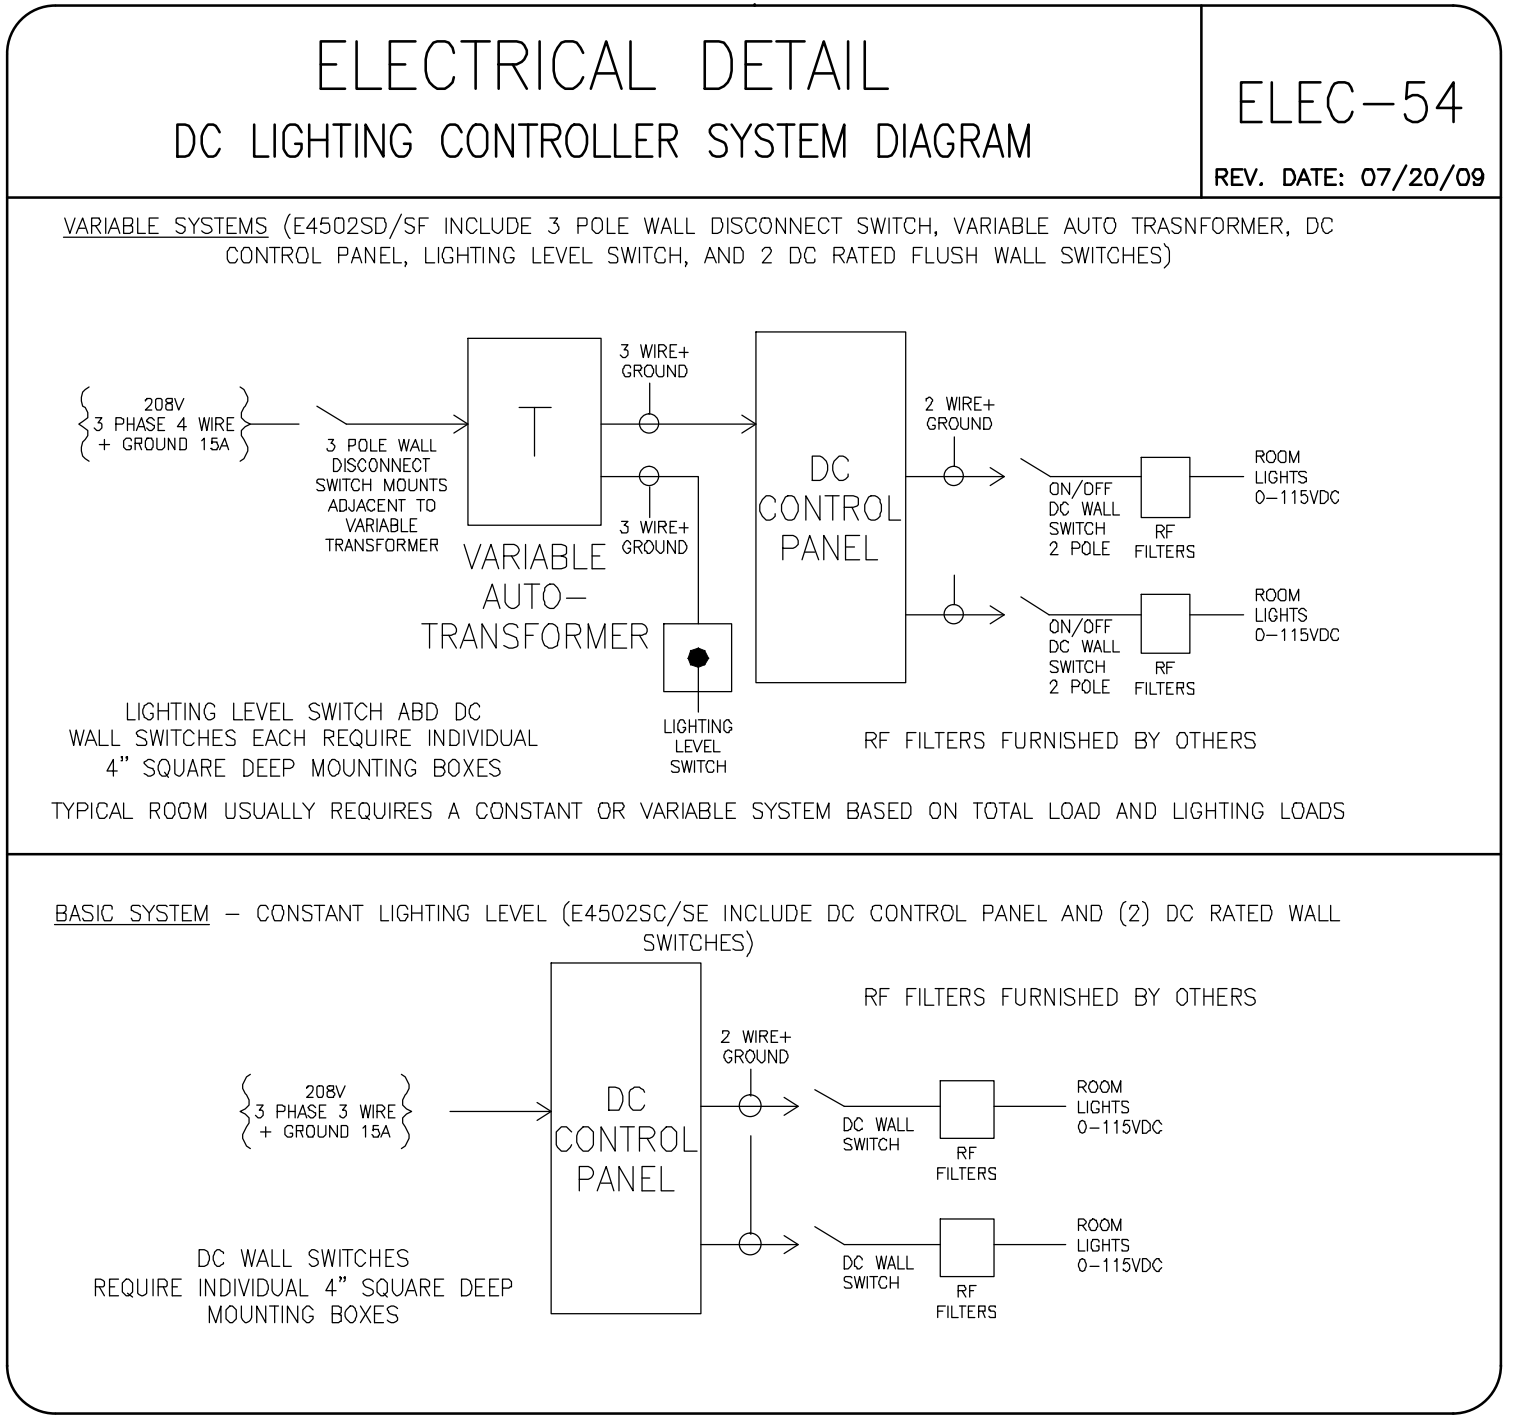 ELECTRICAL DETAIL
DC LIGHTING CONTROLLER SYSTEM DIAGRAM
ELEC-54
REV. DATE: 07/20/09
VARIABLE SYSTEMS (E4502SD/SF INCLUDE 3 POLE WALL DISCONNECT SWITCH, VARIABLE AUTO TRASNFORMER, DC
CONTROL PANEL, LIGHTING LEVEL SWITCH, AND 2 DC RATED FLUSH WALL SWITCHES)
208V
3 PHASE 4 WIRE
+ GROUND 15A
3 POLE WALL
DISCONNECT
SWITCH MOUNTS
ADJACENT TO
VARIABLE
TRANSFORMER
T
VARIABLE
AUTO-
TRANSFORMER
3 WIRE+
GROUND
3 WIRE+
GROUND
LIGHTING
LEVEL
SWITCH
DC
CONTROL
PANEL
2 WIRE+
GROUND
ON/OFF
DC WALL
SWITCH
2 POLE
RF
FILTERS
ROOM
LIGHTS
0-115VDC
ON/OFF
DC WALL
SWITCH
2 POLE
RF
FILTERS
ROOM
LIGHTS
0-115VDC
LIGHTING LEVEL SWITCH ABD DC
WALL SWITCHES EACH REQUIRE INDIVIDUAL
4" SQUARE DEEP MOUNTING BOXES
RF FILTERS FURNISHED BY OTHERS
TYPICAL ROOM USUALLY REQUIRES A CONSTANT OR VARIABLE SYSTEM BASED ON TOTAL LOAD AND LIGHTING LOADS
BASIC SYSTEM - CONSTANT LIGHTING LEVEL (E4502SC/SE INCLUDE DC CONTROL PANEL AND (2) DC RATED WALL
SWITCHES)
RF FILTERS FURNISHED BY OTHERS
208V
3 PHASE 3 WIRE
+ GROUND 15A
DC
CONTROL
PANEL
2 WIRE+
GROUND
DC WALL
SWITCH
RF
FILTERS
ROOM
LIGHTS
0-115VDC
DC WALL
SWITCH
RF
FILTERS
ROOM
LIGHTS
0-115VDC
DC WALL SWITCHES
REQUIRE INDIVIDUAL 4" SQUARE DEEP
MOUNTING BOXES